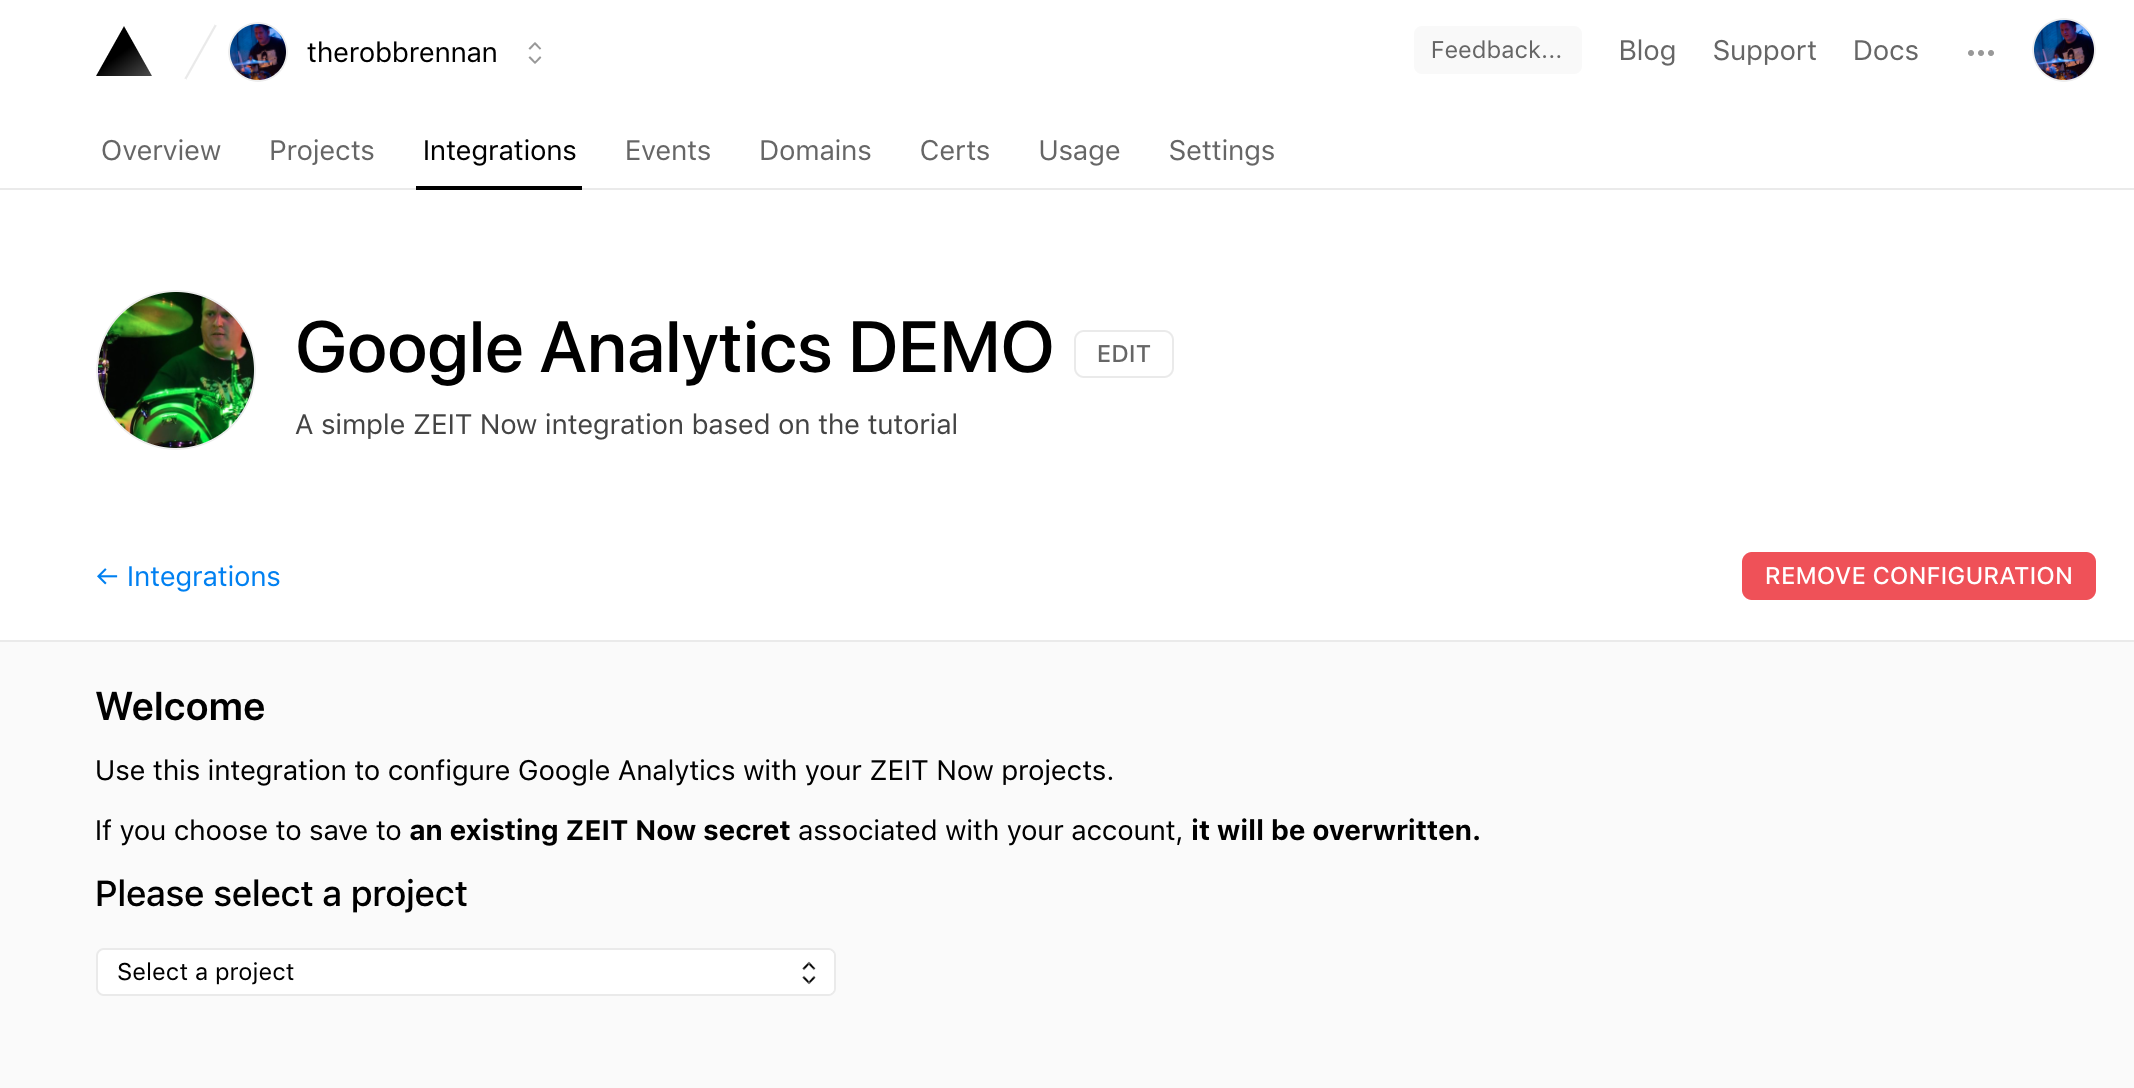 therobbrennan
Feedback...
Blog
Support
Docs
Overview
Projects
Integrations
Events
Domains
Certs
Usage
Settings
Google Analytics DEMO
EDIT
A simple ZEIT Now integration based on the tutorial
← Integrations
REMOVE CONFIGURATION
Welcome
Use this integration to configure Google Analytics with your ZEIT Now projects.
If you choose to save to an existing ZEIT Now secret associated with your account, it will be overwritten.
Please select a project
Select a project